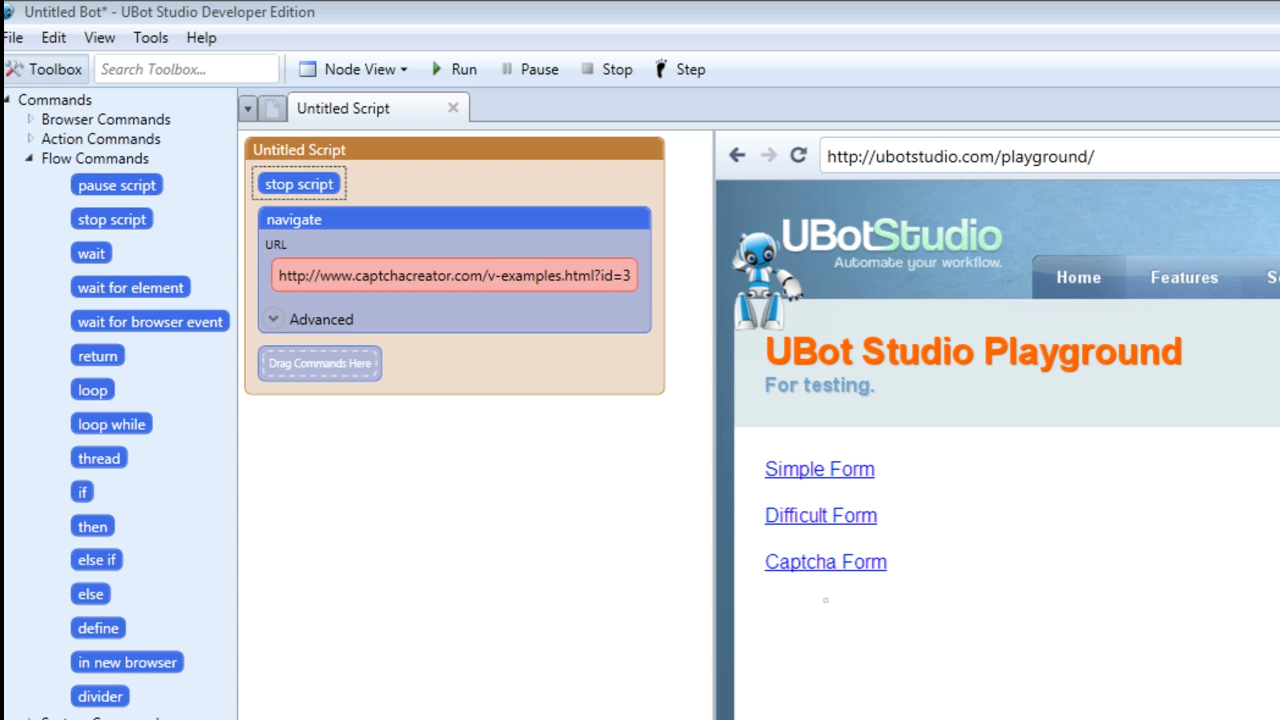 Untitled Bot* - UBot Studio Developer Edition
File Edit View Tools Help
Toolbox Search Toolbox... Node View Run Pause Stop Step
Commands
Browser Commands
Action Commands
Flow Commands
pause script
stop script
wait
wait for element
wait for browser event
return
loop
loop while
thread
if
then
else if
else
define
in new browser
divider
Untitled Script
Untitled Script
stop script
navigate
URL
http://www.captchacreator.com/v-examples.html?id=3
Advanced
Drag Commands Here
http://ubotstudio.com/playground/
UBotStudio
Automate your workflow.
Home Features
UBot Studio Playground
For testing.
Simple Form
Difficult Form
Captcha Form